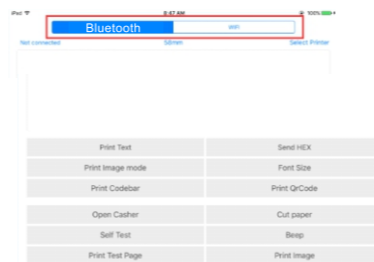 iPad 8:47 AM 100%
Bluetooth WiFi
Not connected 58mm Select Printer
Print Text Send HEX
Print Image mode Font Size
Print Codebar Print QrCode
Open Casher Cut paper
Self Test Beep
Print Test Page Print Image